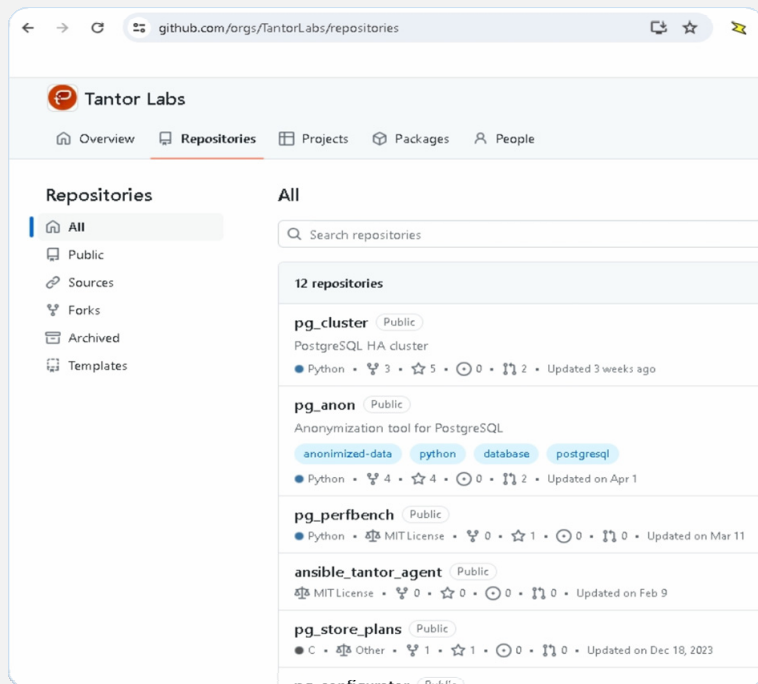 github.com/orgs/TantorLabs/repositories
Tantor Labs
Overview Repositories Projects Packages People
Repositories
All
Public
Sources
Forks
Archived
Templates
All
Search repositories
12 repositories
pg_cluster Public
PostgreSQL HA cluster
Python • 3 • 5 • 0 • 2 • Updated 3 weeks ago
pg_anon Public
Anonymization tool for PostgreSQL
anonimized-data python database postgresql
Python • 4 • 4 • 0 • 2 • Updated on Apr 1
pg_perfbench Public
Python • MIT License • 0 • 1 • 0 • 0 • Updated on Mar 11
ansible_tantor_agent Public
MIT License • 0 • 0 • 0 • 0 • Updated on Feb 9
pg_store_plans Public
C • Other • 1 • 1 • 0 • 0 • Updated on Dec 18, 2023